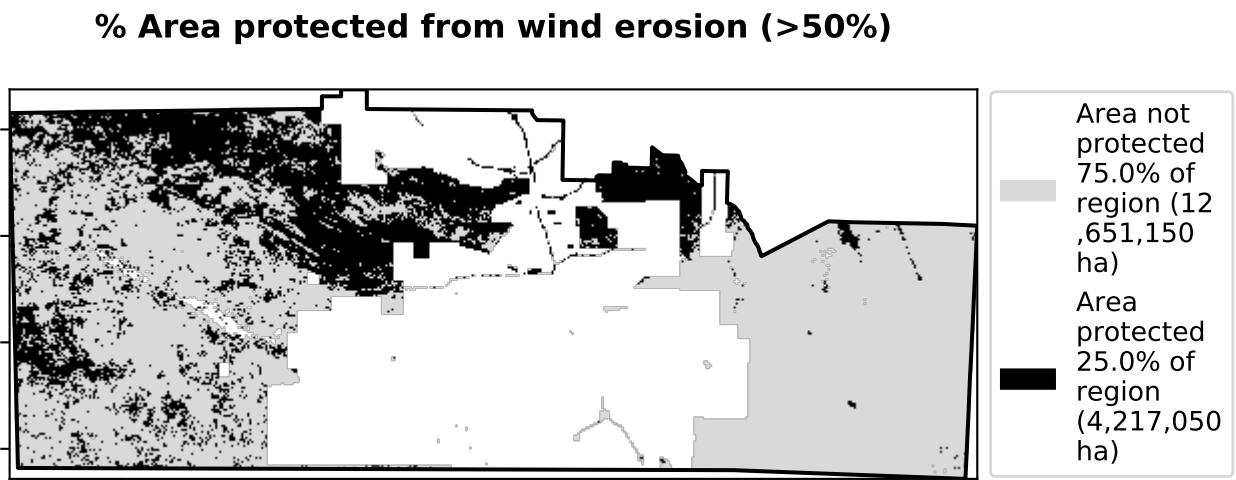 % Area protected from wind erosion (>50%)
Area not
protected
75.0% of
region (12
,651,150
ha)
Area
protected
25.0% of
region
(4,217,050
ha)